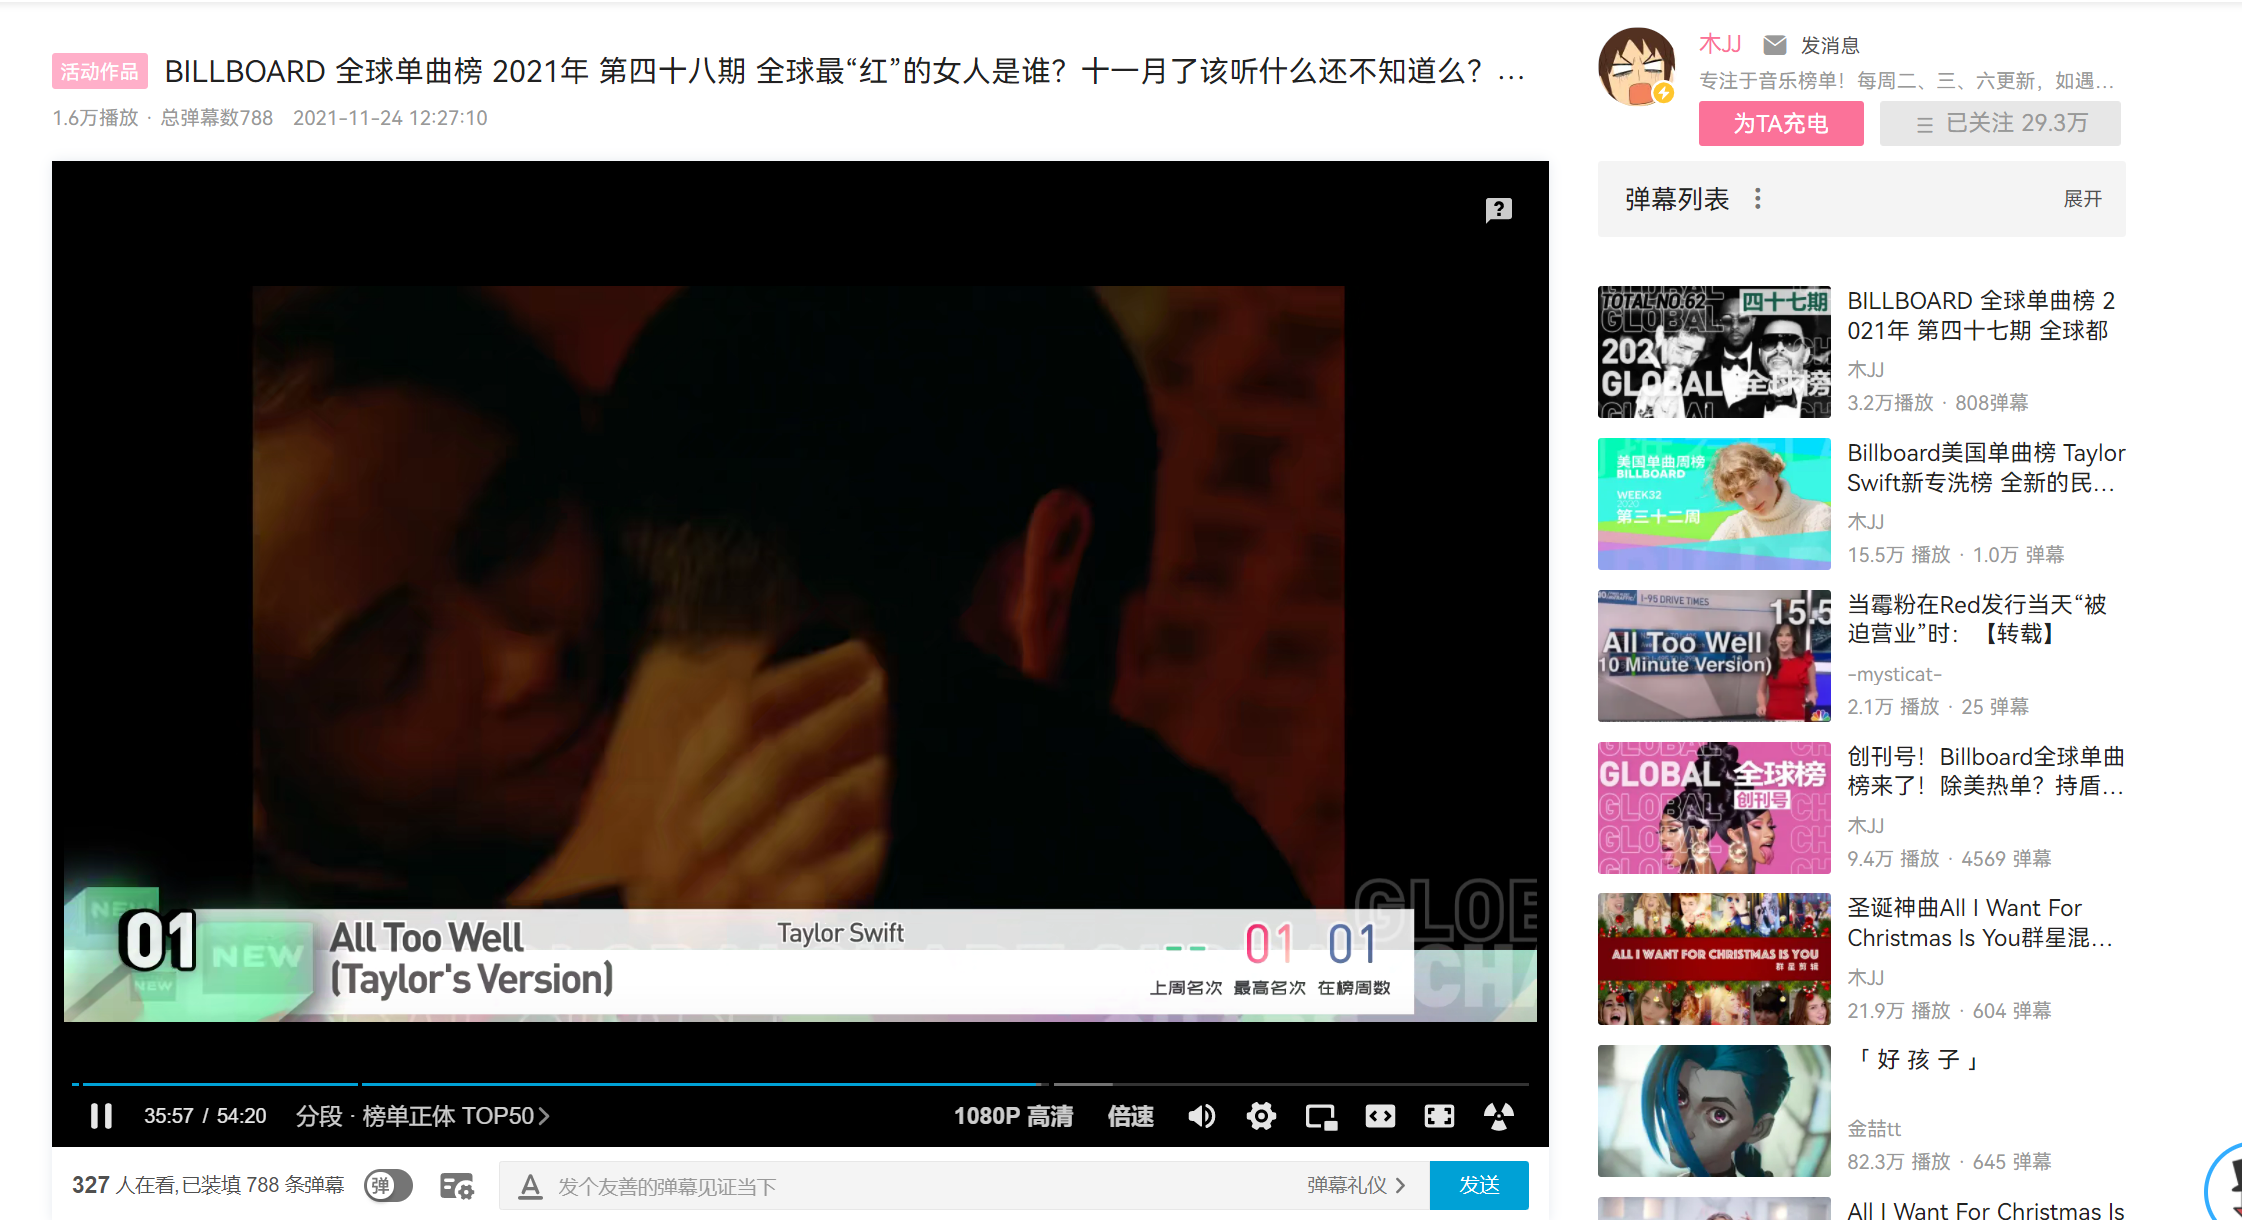 活动作品 BILLBOARD 全球单曲榜 2021年 第四十八期 全球最“红”的女人是谁？十一月了该听什么还不知道么？...
1.6万播放 · 总弹幕数788 2021-11-24 12:27:10
NEW
01
NEW
NEW
All Too Well
(Taylor's Version)
Taylor Swift
-- 01 01
上周名次 最高名次 在榜周数
35:57 / 54:20 分段 · 榜单正体 TOP50 1080P 高清 倍速
327 人在看,已装填 788 条弹幕 弹 A 发个友善的弹幕见证当下 弹幕礼仪 发送
木JJ 发消息
专注于音乐榜单！每周二、三、六更新，如遇...
为TA充电 已关注 29.3万
弹幕列表 展开
TOTAL NO.62 四十七期
GLOBAL
2021
GLOBAL 全球榜
BILLBOARD 全球单曲榜 2
021年 第四十七期 全球都
木JJ
3.2万播放 · 808弹幕
美国单曲周榜
BILLBOARD
WEEK32
2020
第三十二周
Billboard美国单曲榜 Taylor
Swift新专洗榜 全新的民...
木JJ
15.5万 播放 · 1.0万 弹幕
I-95 DRIVE TIMES
15.5
All Too Well
10 Minute Version)
当霉粉在Red发行当天“被
迫营业”时：【转载】
-mysticat-
2.1万 播放 · 25 弹幕
GLOBAL 全球榜
创刊号
创刊号！Billboard全球单曲
榜来了！除美热单？持盾...
木JJ
9.4万 播放 · 4569 弹幕
ALL I WANT FOR CHRISTMAS IS YOU
群星剪辑
圣诞神曲All I Want For
Christmas Is You群星混...
木JJ
21.9万 播放 · 604 弹幕
「 好 孩 子 」
金喆tt
82.3万 播放 · 645 弹幕
All I Want For Christmas Is